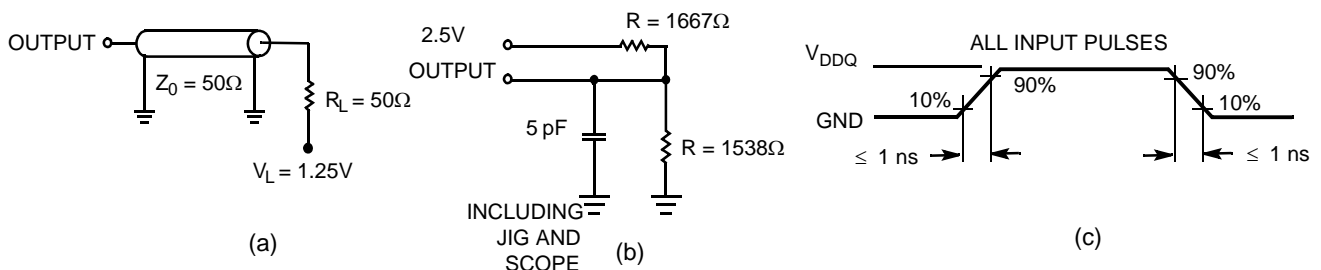 OUTPUT
Z0 = 50Ω
RL = 50Ω
VL = 1.25V
(a)
R = 1667Ω
2.5V
OUTPUT
5 pF
R = 1538Ω
INCLUDING
JIG AND
SCOPE
(b)
ALL INPUT PULSES
VDDQ
90%
90%
10%
10%
GND
≤ 1 ns
≤ 1 ns
(c)